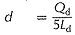 d = Q_d / 5L_d